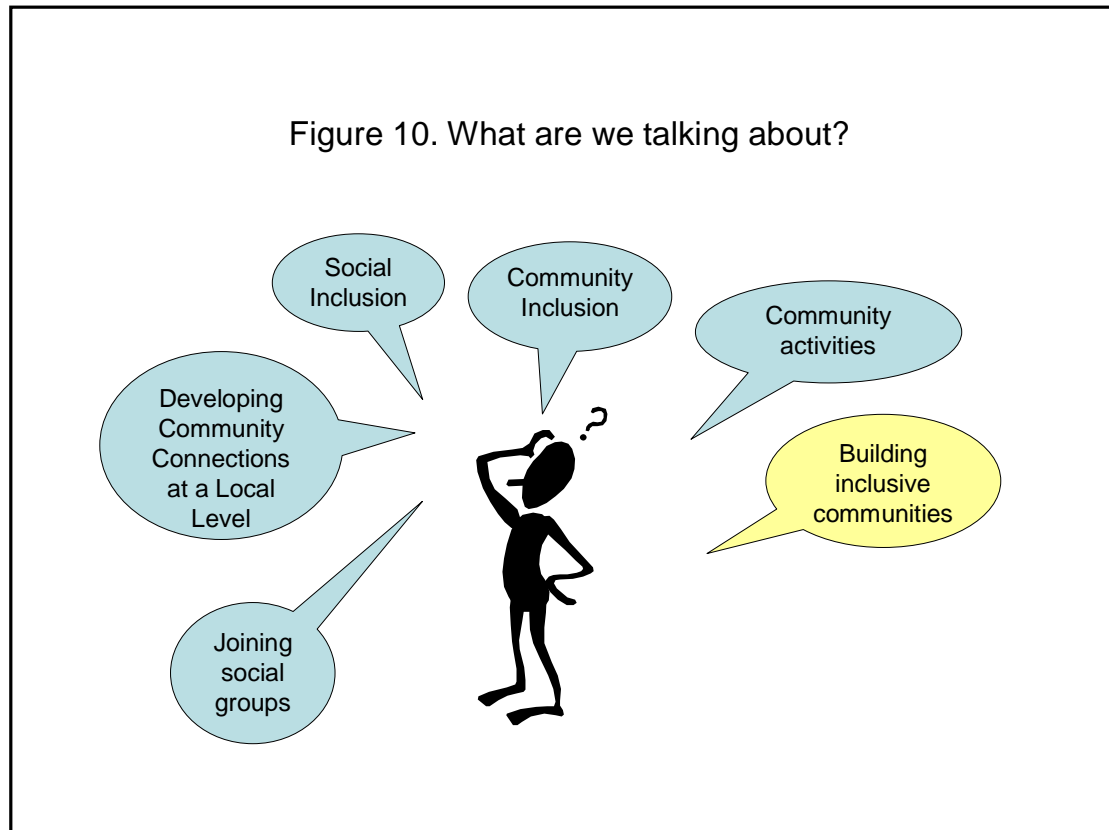 Figure 10. What are we talking about?
Social
Inclusion
Community
Inclusion
Community
activities
Developing
Community
Connections
at a Local
Level
Building
inclusive
communities
Joining
social
groups
?